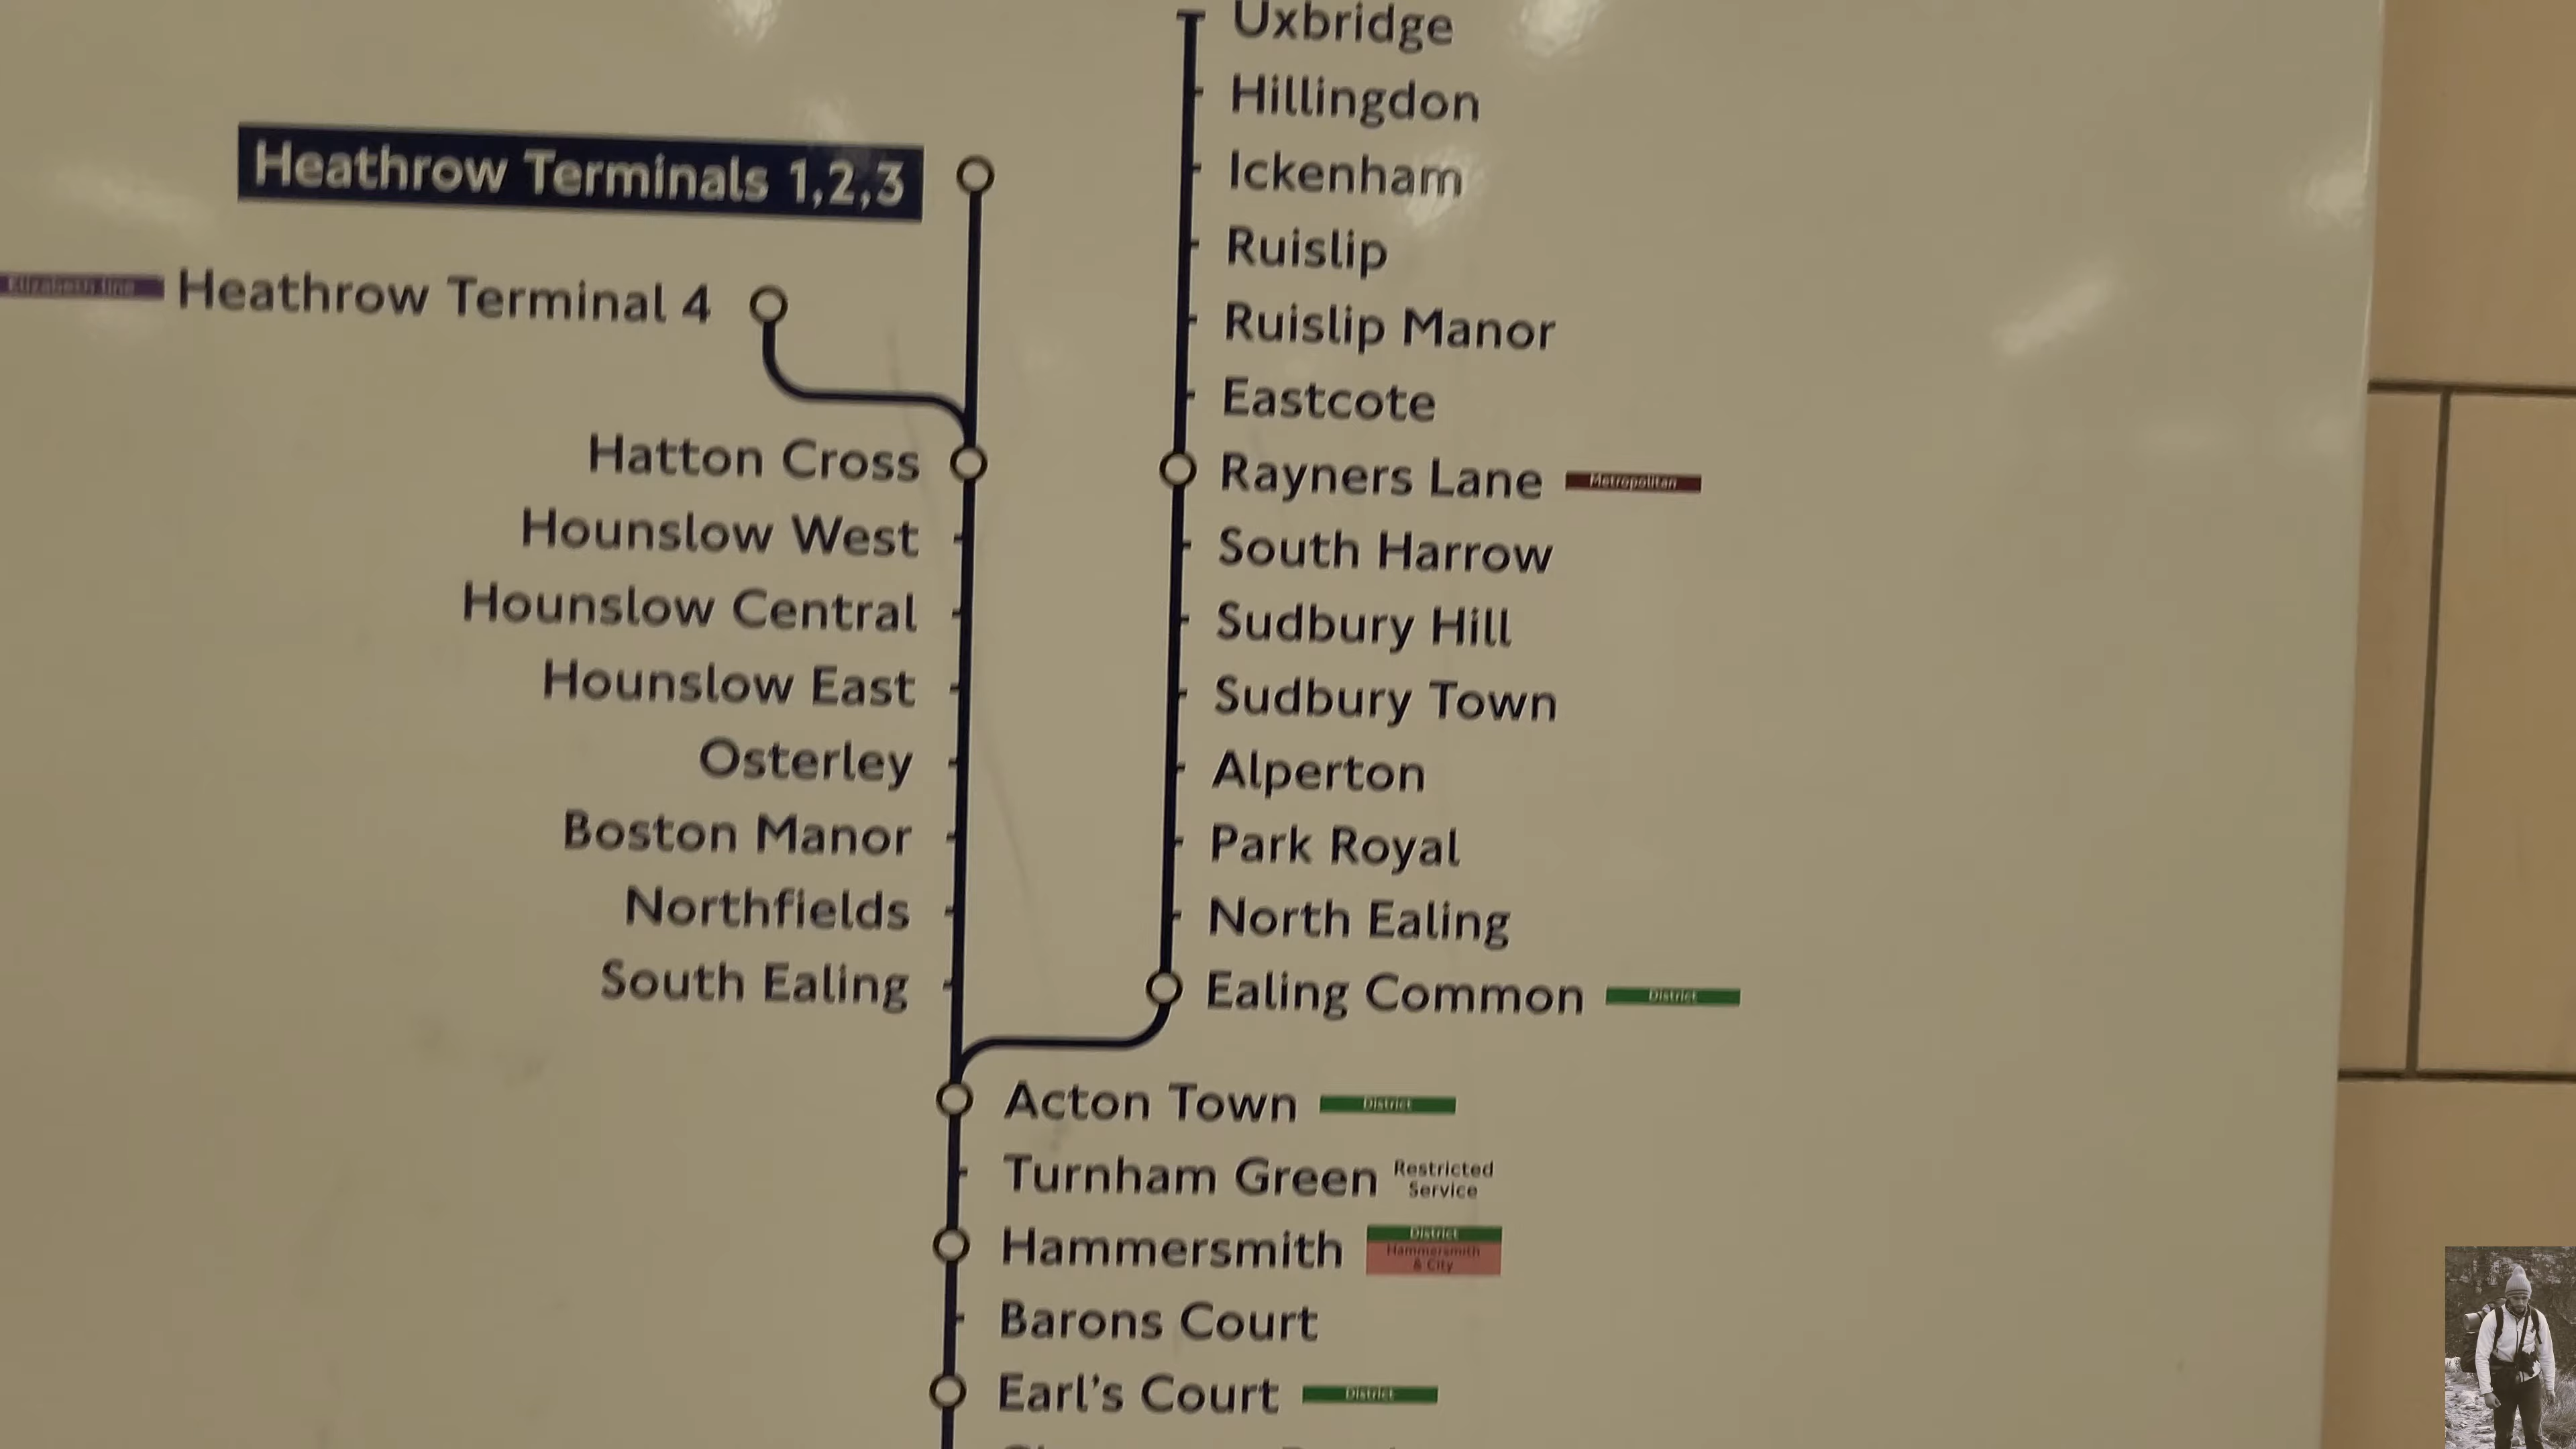 Uxbridge
Hillingdon
Heathrow Terminals 1,2,3
Ickenham
Ruislip
Elizabeth line
Heathrow Terminal 4
Ruislip Manor
Eastcote
Hatton Cross
Rayners Lane
Metropolitan
Hounslow West
South Harrow
Hounslow Central
Sudbury Hill
Hounslow East
Sudbury Town
Osterley
Alperton
Boston Manor
Park Royal
Northfields
North Ealing
South Ealing
Ealing Common
District
Acton Town
District
Turnham Green
Restricted
Service
Hammersmith
District
Hammersmith
& City
Barons Court
Earl's Court
District